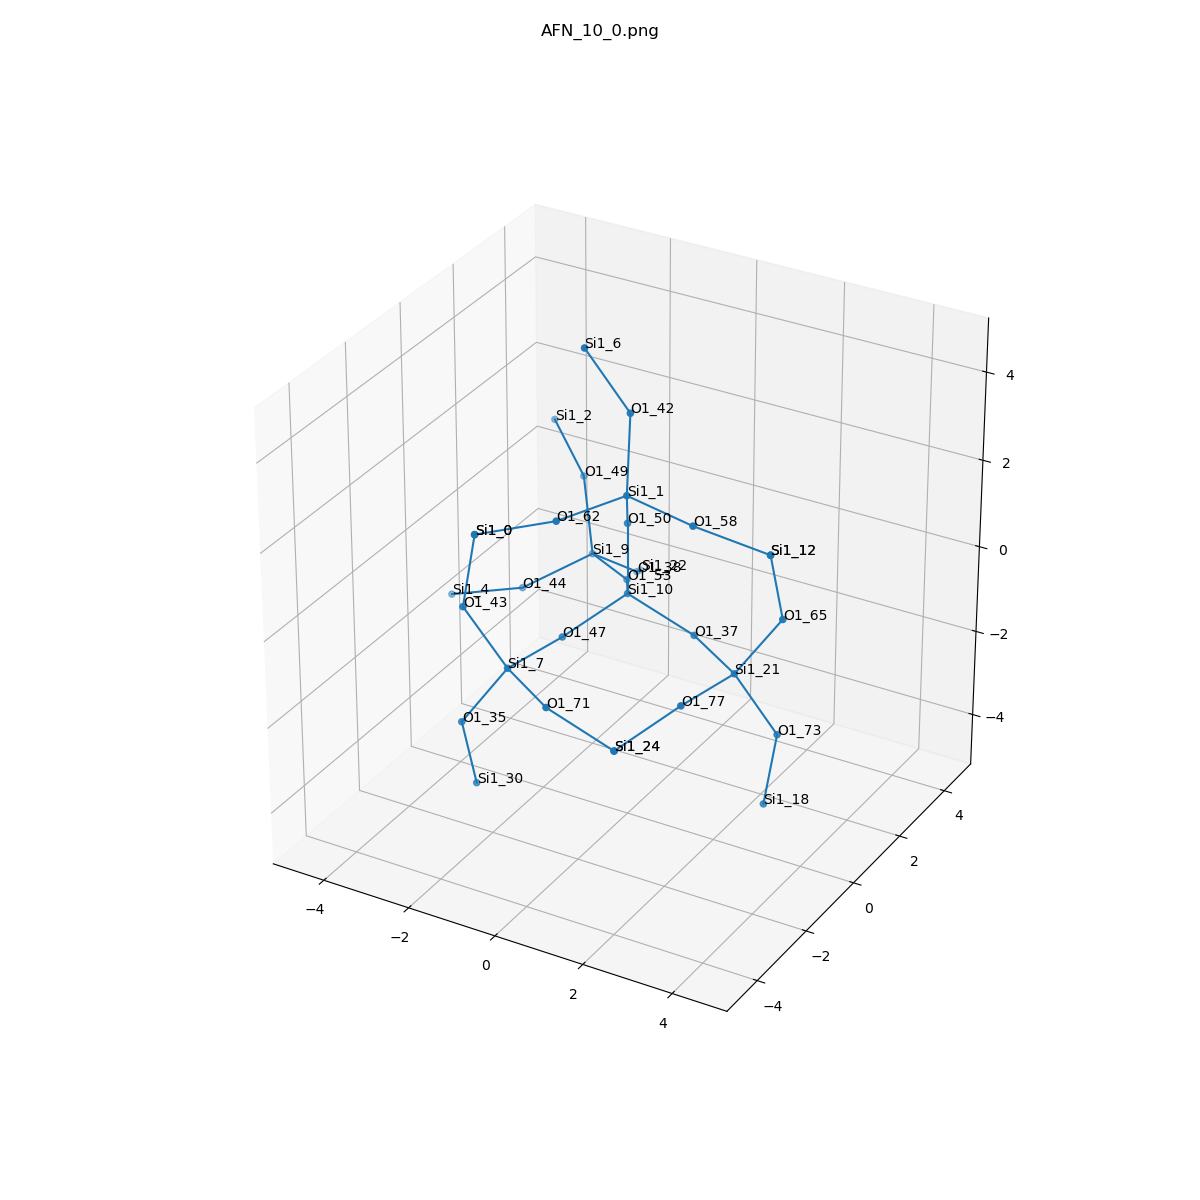 AFN_10_0.png
Si1_6
O1_42
Si1_2
O1_49
Si1_1
O1_62
O1_50
O1_58
Si1_0
Si1_9
Si1_12
Si1_22
O1_38
O1_53
O1_44
Si1_4
Si1_10
O1_43
O1_65
O1_47
O1_37
Si1_7
Si1_21
O1_71
O1_77
O1_35
O1_73
Si1_24
Si1_30
Si1_18
4
2
0
−2
−4
4
2
0
−2
−4
−4
−2
0
2
4